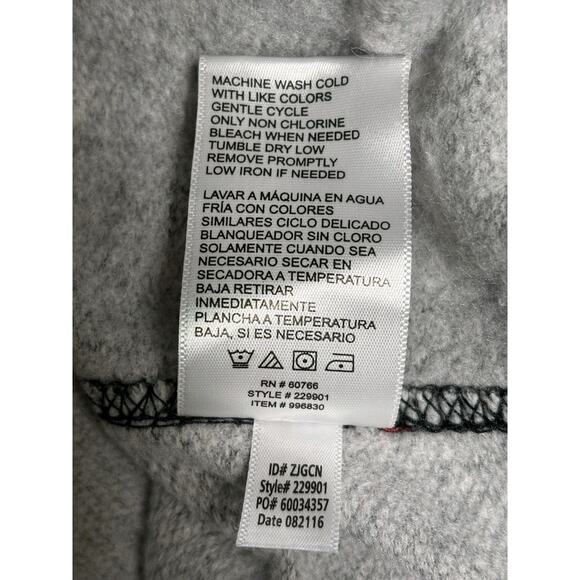 MACHINE WASH COLD
WITH LIKE COLORS
GENTLE CYCLE
ONLY NON CHLORINE
BLEACH WHEN NEEDED
TUMBLE DRY LOW
REMOVE PROMPTLY
LOW IRON IF NEEDED
LAVAR A MÁQUINA EN AGUA
FRÍA CON COLORES
SIMILARES CICLO DELICADO
BLANQUEADOR SIN CLORO
SOLAMENTE CUANDO SEA
NECESARIO SECAR EN
SECADORA A TEMPERATURA
BAJA RETIRAR
INMEDIATAMENTE
PLANCHA A TEMPERATURA
BAJA, SI ES NECESARIO
RN # 60766
STYLE # 229901
ITEM # 996830
ID# ZJGCN
Style# 229901
PO# 60034357
Date 082116